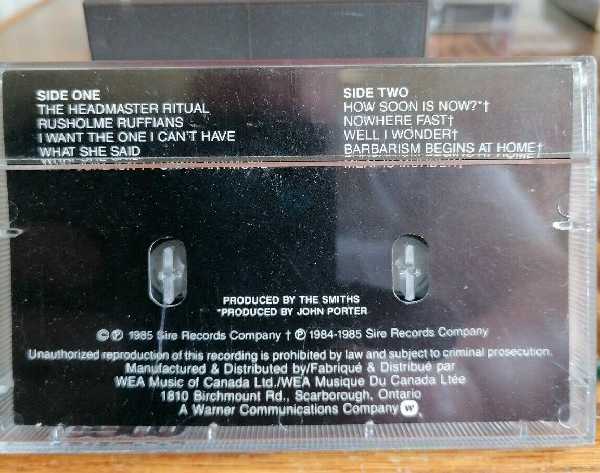 SIDE ONE
THE HEADMASTER RITUAL
RUSHOLME RUFFIANS
I WANT THE ONE I CAN'T HAVE
WHAT SHE SAID
SIDE TWO
HOW SOON IS NOW?*†
NOWHERE FAST†
WELL I WONDER†
BARBARISM BEGINS AT HOME†
PRODUCED BY THE SMITHS
*PRODUCED BY JOHN PORTER
© ℗ 1985 Sire Records Company † ℗ 1984-1985 Sire Records Company
Unauthorized reproduction of this recording is prohibited by law and subject to criminal prosecution.
Manufactured & Distributed by/Fabriqué & Distribué par
WEA Music of Canada Ltd./WEA Musique Du Canada Ltée
1810 Birchmount Rd., Scarborough, Ontario
A Warner Communications Company